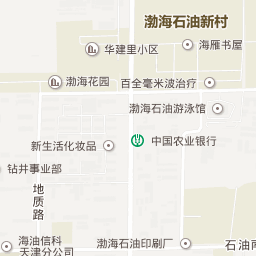 渤海石油新村
海雁书屋
华建里小区
渤海花园
百全毫米波治疗
渤海石油游泳馆
新生活化妆品
中国农业银行
钻井事业部
地质路
海油信科
天津分公司
渤海石油印刷厂
石油